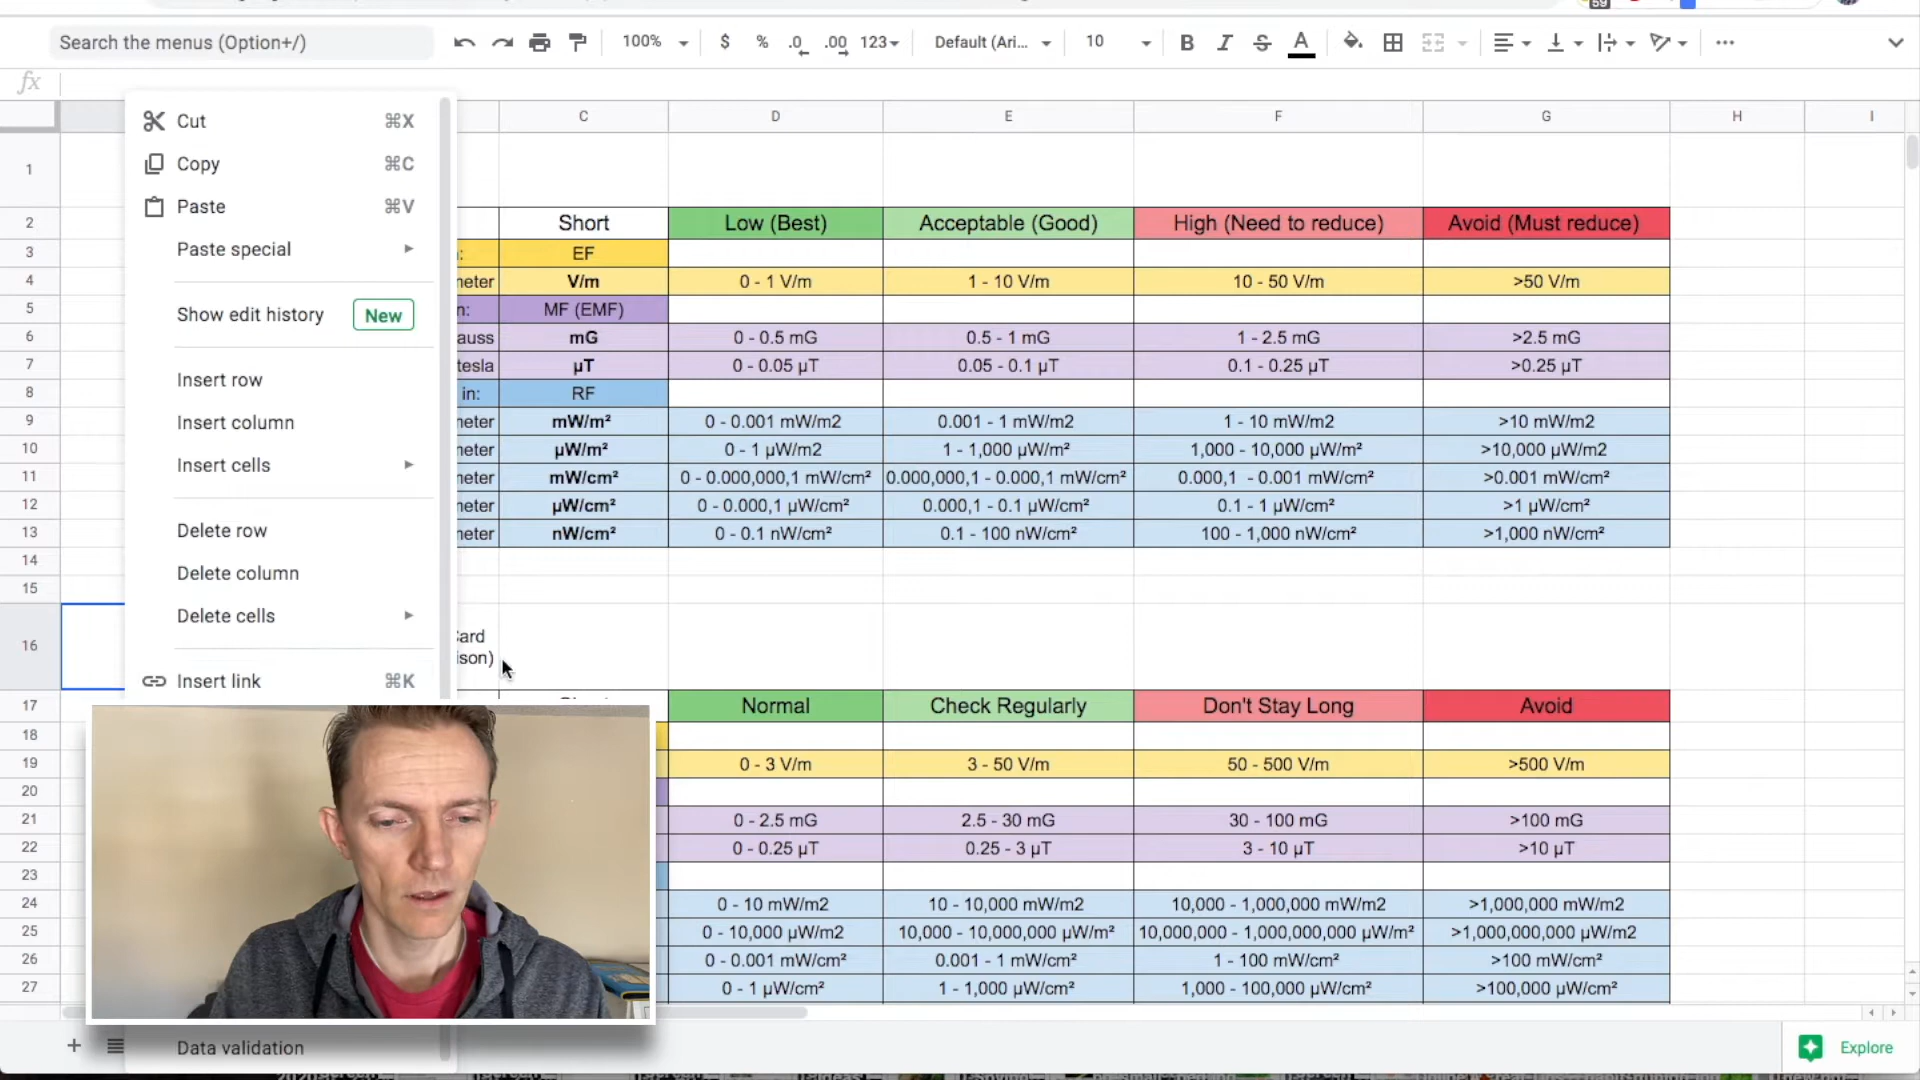 Search the menus (Option+/)
100%
$
%
.0
.00
123
Default (Ari...
10
B
I
S
A
fx
C
D
E
F
G
H
I
Cut ⌘X
Copy ⌘C
Paste ⌘V
Paste special
Show edit history New
Insert row
Insert column
Insert cells
Delete row
Delete column
Delete cells
Insert link ⌘K
Data validation
1
2 Short Low (Best) Acceptable (Good) High (Need to reduce) Avoid (Must reduce)
3 : EF
4 neter V/m 0 - 1 V/m 1 - 10 V/m 10 - 50 V/m >50 V/m
5 n: MF (EMF)
6 auss mG 0 - 0.5 mG 0.5 - 1 mG 1 - 2.5 mG >2.5 mG
7 tesla µT 0 - 0.05 µT 0.05 - 0.1 µT 0.1 - 0.25 µT >0.25 µT
8 in: RF
9 neter mW/m² 0 - 0.001 mW/m2 0.001 - 1 mW/m2 1 - 10 mW/m2 >10 mW/m2
10 neter µW/m² 0 - 1 µW/m2 1 - 1,000 µW/m² 1,000 - 10,000 µW/m² >10,000 µW/m2
11 neter mW/cm² 0 - 0.000,000,1 mW/cm² 0.000,000,1 - 0.000,1 mW/cm² 0.000,1 - 0.001 mW/cm² >0.001 mW/cm²
12 neter µW/cm² 0 - 0.000,1 µW/cm² 0.000,1 - 0.1 µW/cm² 0.1 - 1 µW/cm² >1 µW/cm²
13 neter nW/cm² 0 - 0.1 nW/cm² 0.1 - 100 nW/cm² 100 - 1,000 nW/cm² >1,000 nW/cm²
14
15
16 Card
ison)
17 Normal Check Regularly Don't Stay Long Avoid
18
19 0 - 3 V/m 3 - 50 V/m 50 - 500 V/m >500 V/m
20
21 0 - 2.5 mG 2.5 - 30 mG 30 - 100 mG >100 mG
22 0 - 0.25 µT 0.25 - 3 µT 3 - 10 µT >10 µT
23
24 0 - 10 mW/m2 10 - 10,000 mW/m2 10,000 - 1,000,000 mW/m2 >1,000,000 mW/m2
25 0 - 10,000 µW/m2 10,000 - 10,000,000 µW/m² 10,000,000 - 1,000,000,000 µW/m² >1,000,000,000 µW/m2
26 0 - 0.001 mW/cm² 0.001 - 1 mW/cm² 1 - 100 mW/cm² >100 mW/cm²
27 0 - 1 µW/cm² 1 - 1,000 µW/cm² 1,000 - 100,000 µW/cm² >100,000 µW/cm²
Explore